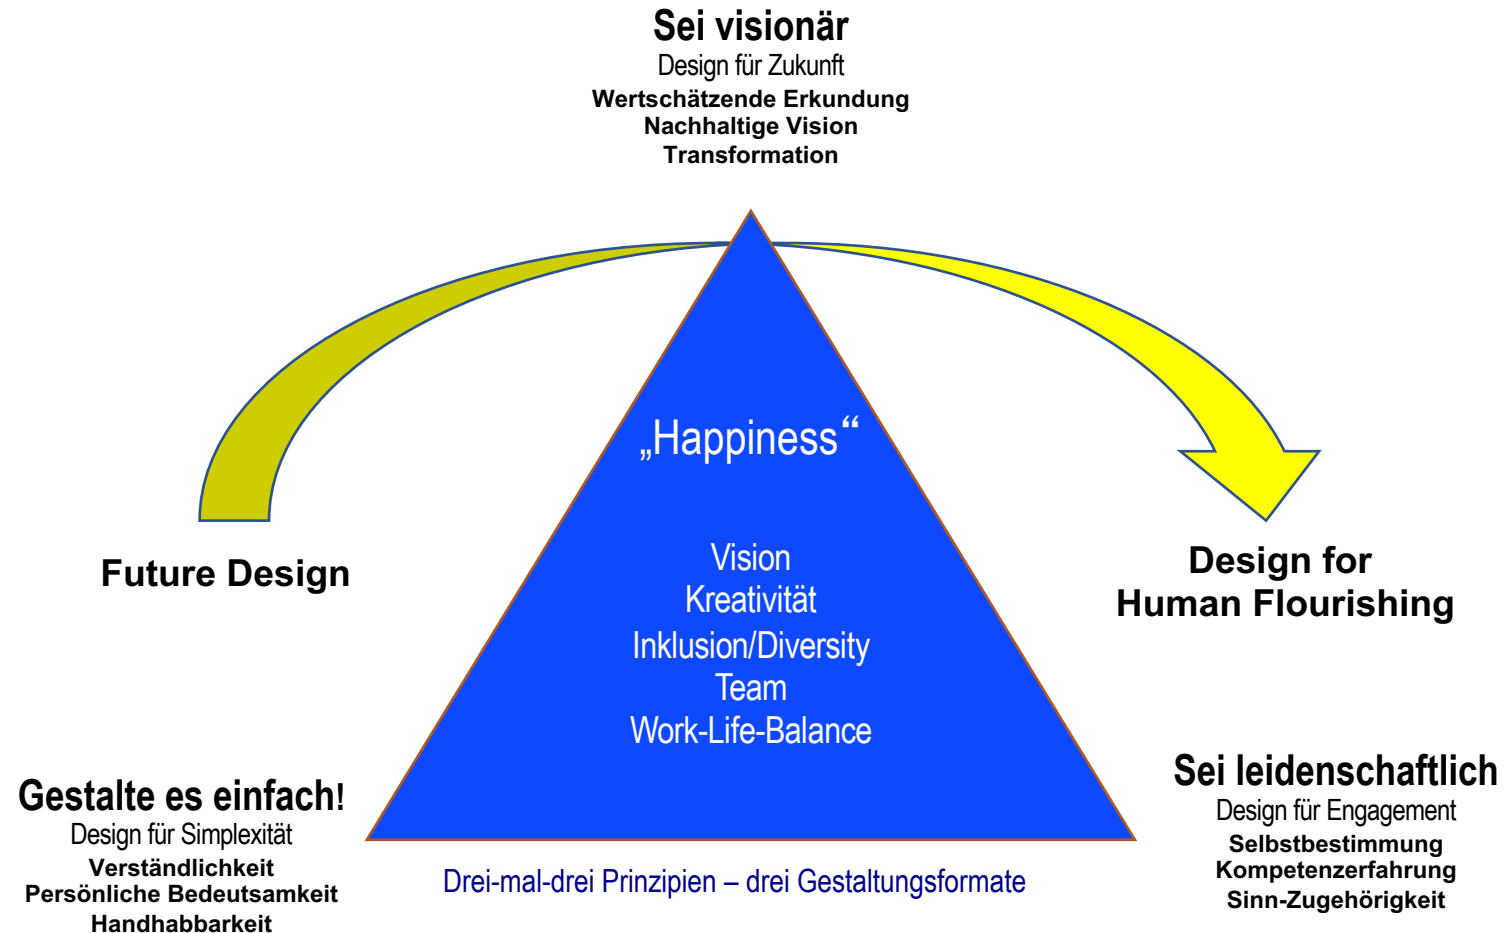 Sei visionär
Design für Zukunft
Wertschätzende Erkundung
Nachhaltige Vision
Transformation
„Happiness“
Vision
Kreativität
Inklusion/Diversity
Team
Work-Life-Balance
Future Design
Design for
Human Flourishing
Gestalte es einfach!
Design für Simplexität
Verständlichkeit
Persönliche Bedeutsamkeit
Handhabbarkeit
Sei leidenschaftlich
Design für Engagement
Selbstbestimmung
Kompetenzerfahrung
Sinn-Zugehörigkeit
Drei-mal-drei Prinzipien – drei Gestaltungsformate